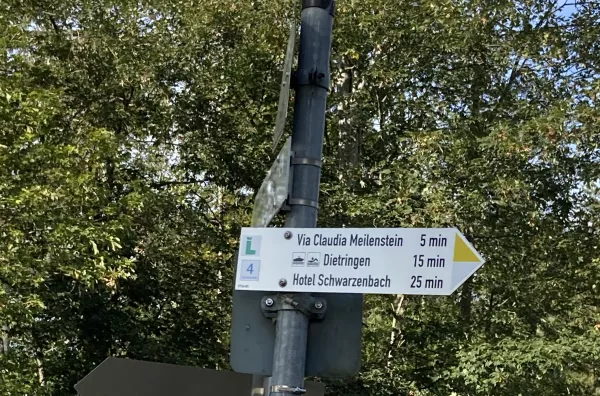 Via Claudia Meilenstein 5 min
Dietringen 15 min
Hotel Schwarzenbach 25 min
L
4